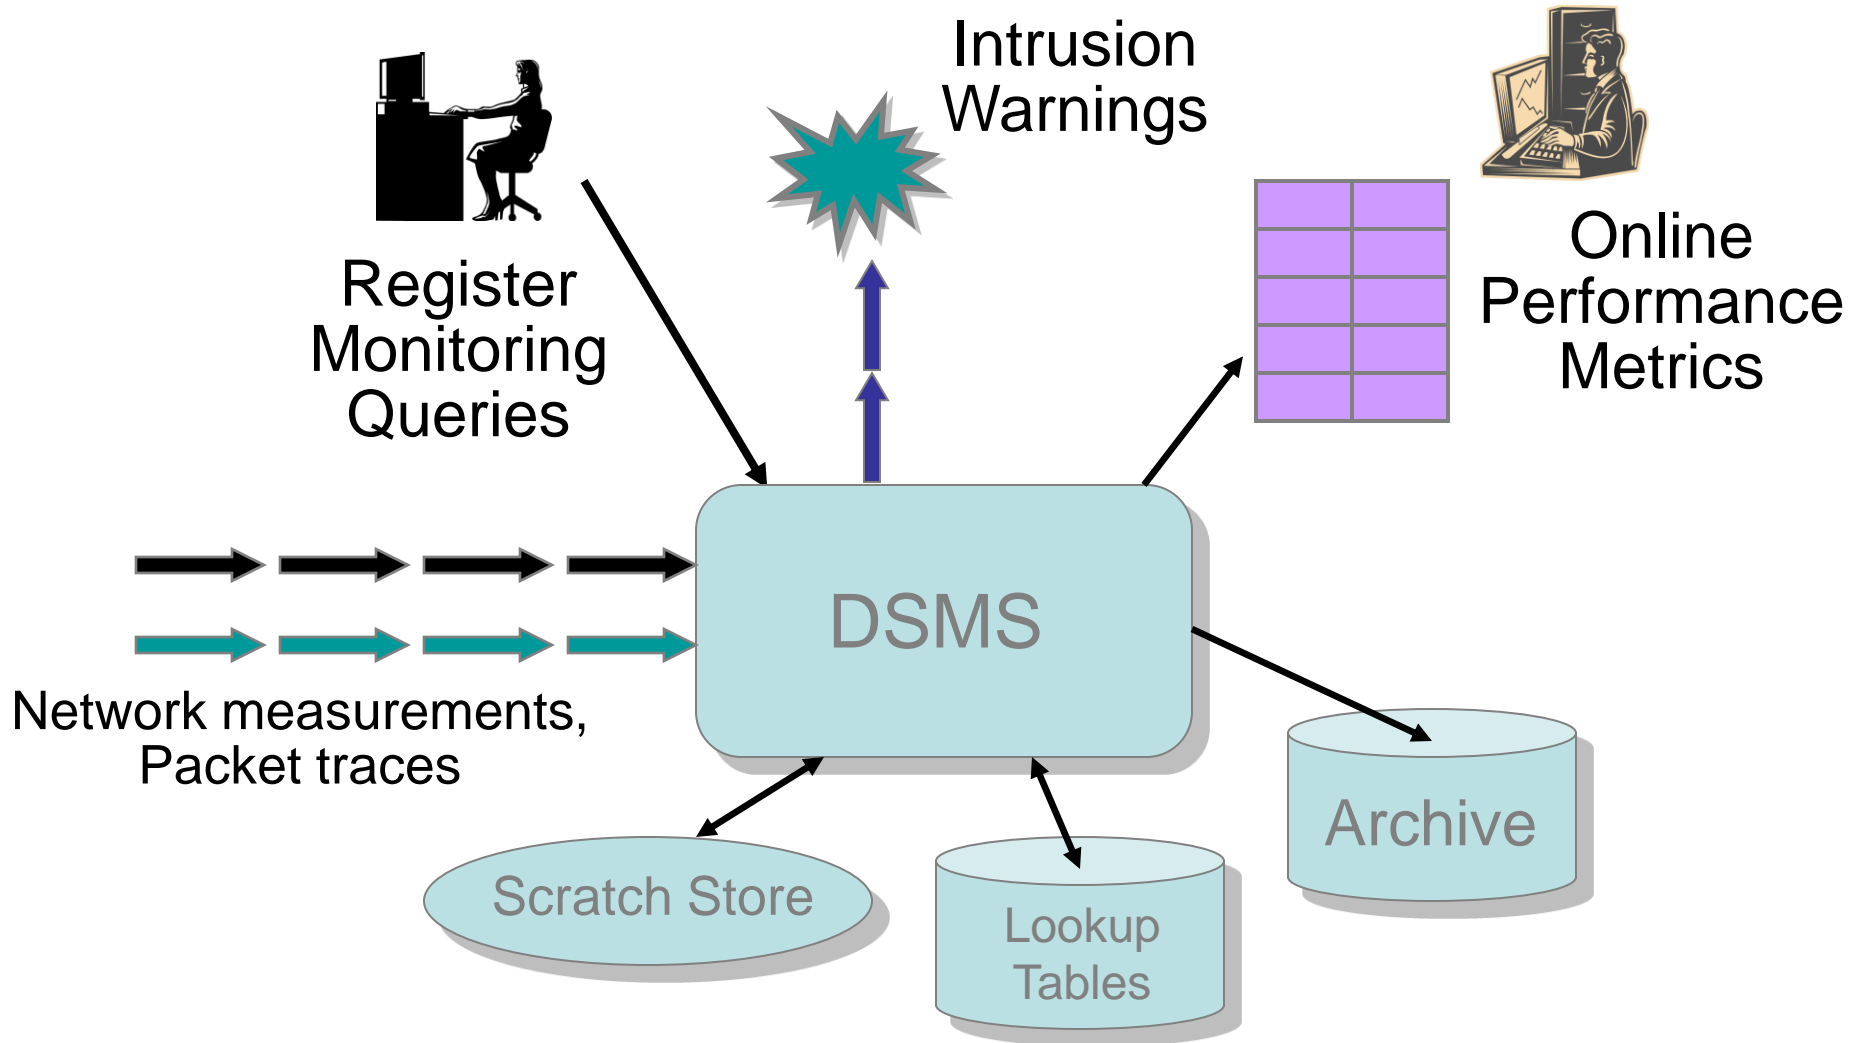 Intrusion
Warnings
Register
Monitoring
Queries
Online
Performance
Metrics
DSMS
Network measurements,
Packet traces
Scratch Store
Lookup
Tables
Archive